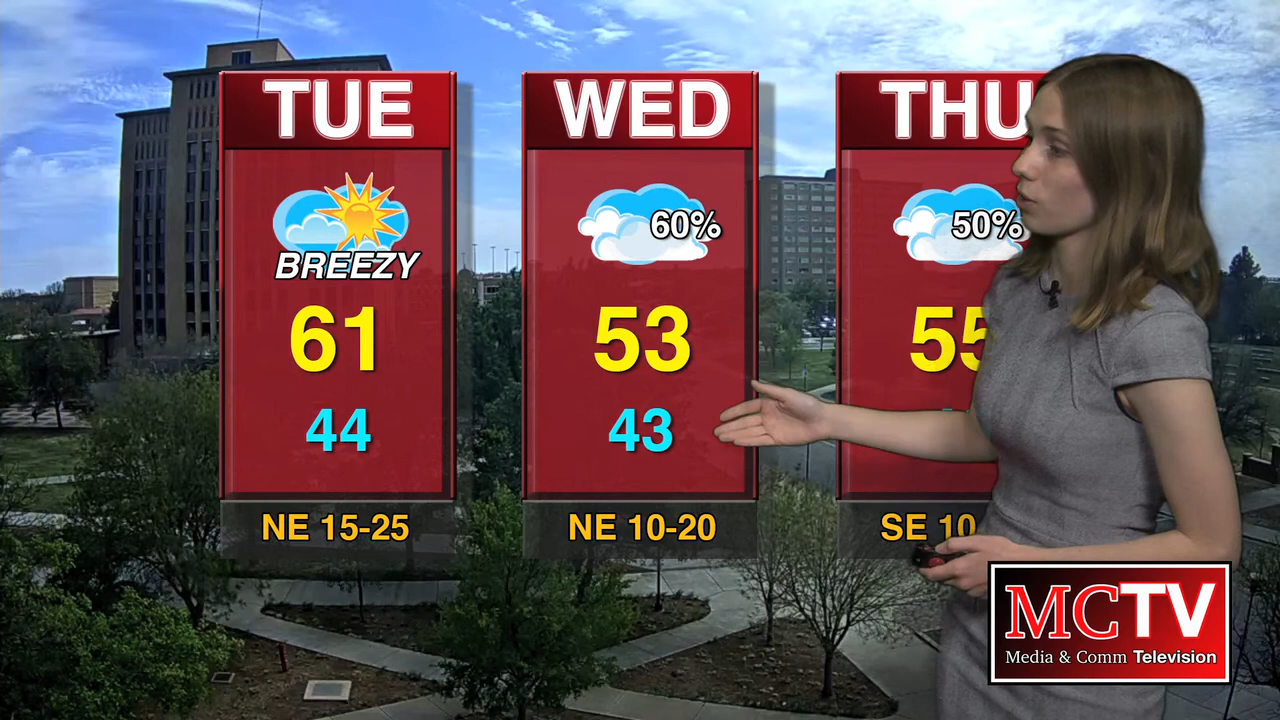 TUE
BREEZY
61
44
NE 15-25
WED
60%
53
43
NE 10-20
THU
50%
55
SE 10
MCTV
Media & Comm Television